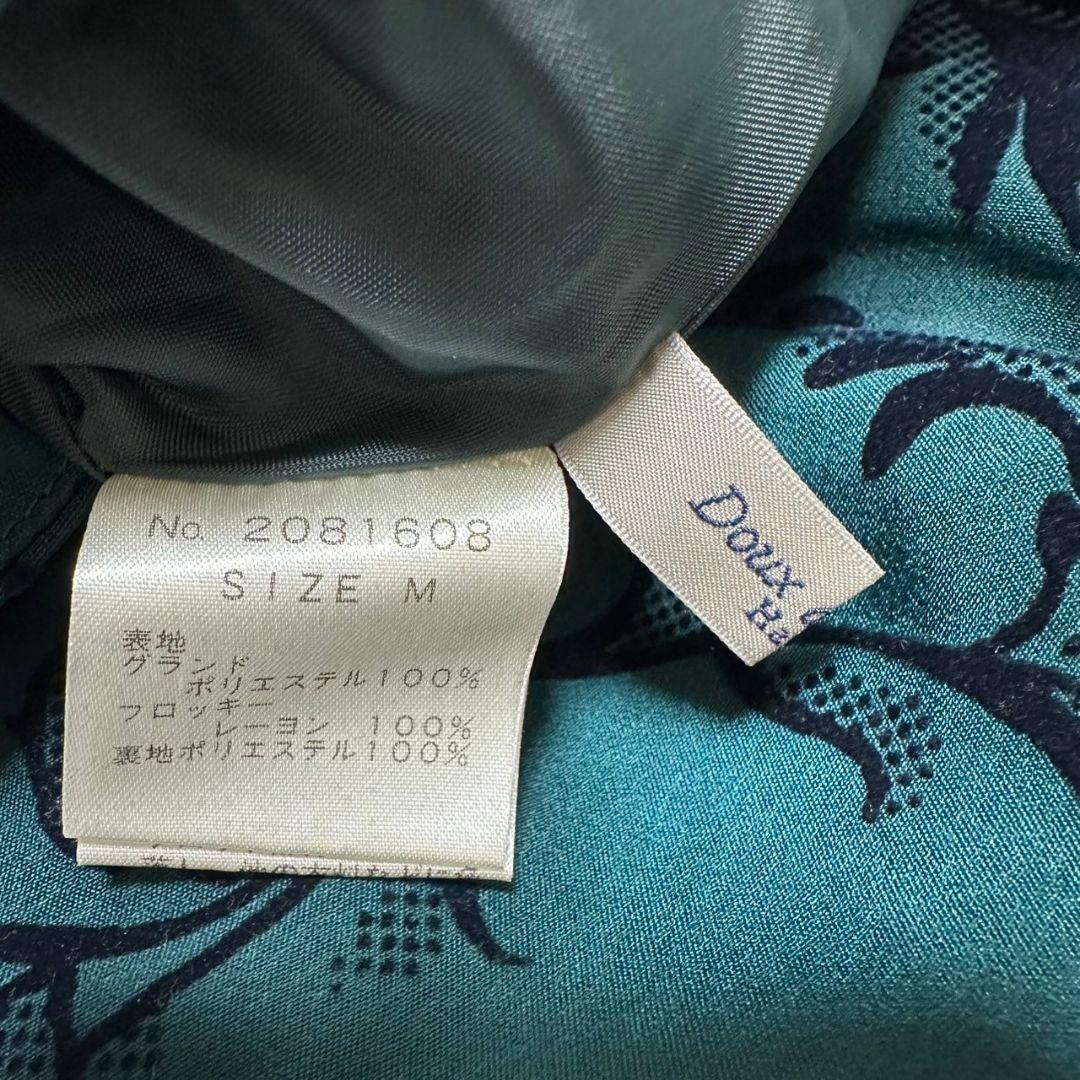 No. 2081608
SIZE M
表地
グランド
ポリエステル100%
フロッキー
レーヨン 100%
裏地ポリエステル100%
Doux